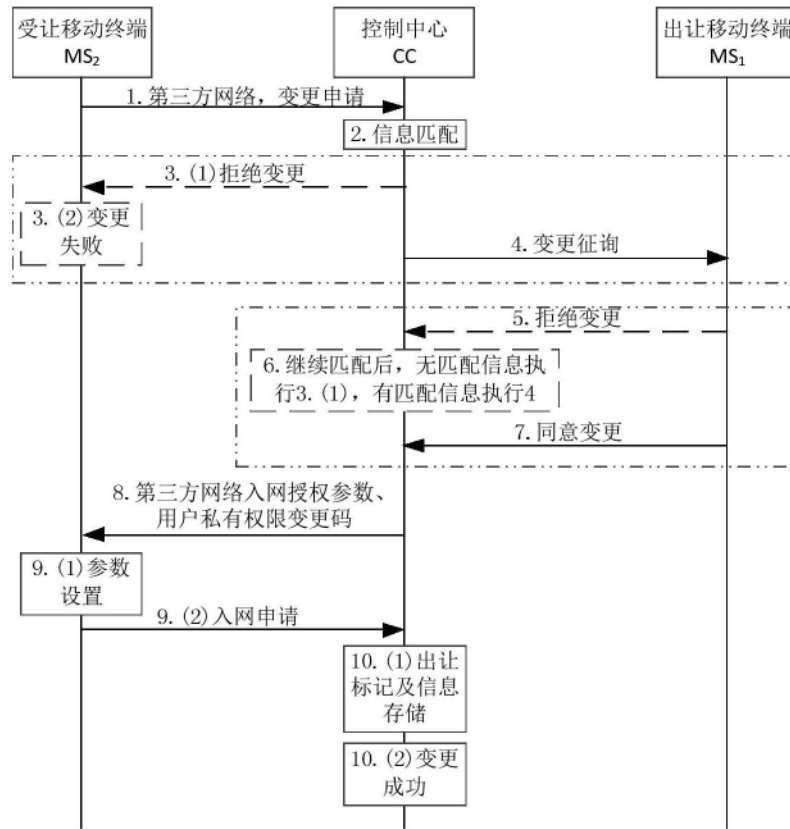 受让移动终端
MS₂
控制中心
CC
出让移动终端
MS₁
1.第三方网络，变更申请
2.信息匹配
3.(1)拒绝变更
3.(2)变更
失败
4.变更征询
5.拒绝变更
6.继续匹配后，无匹配信息执
行3.(1)，有匹配信息执行4
7.同意变更
8.第三方网络入网授权参数、
用户私有权限变更码
9.(1)参数
设置
9.(2)入网申请
10.(1)出让
标记及信息
存储
10.(2)变更
成功